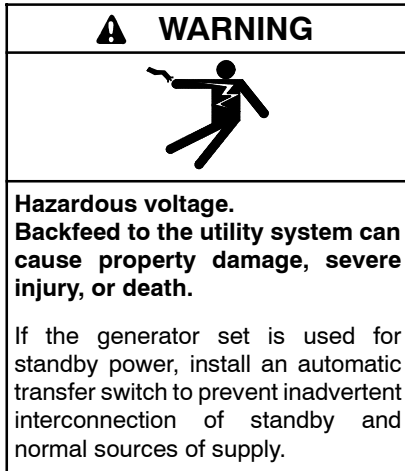 WARNING
Hazardous voltage.
Backfeed to the utility system can
cause property damage, severe
injury, or death.
If the generator set is used for
standby power, install an automatic
transfer switch to prevent inadvertent
interconnection of standby and
normal sources of supply.